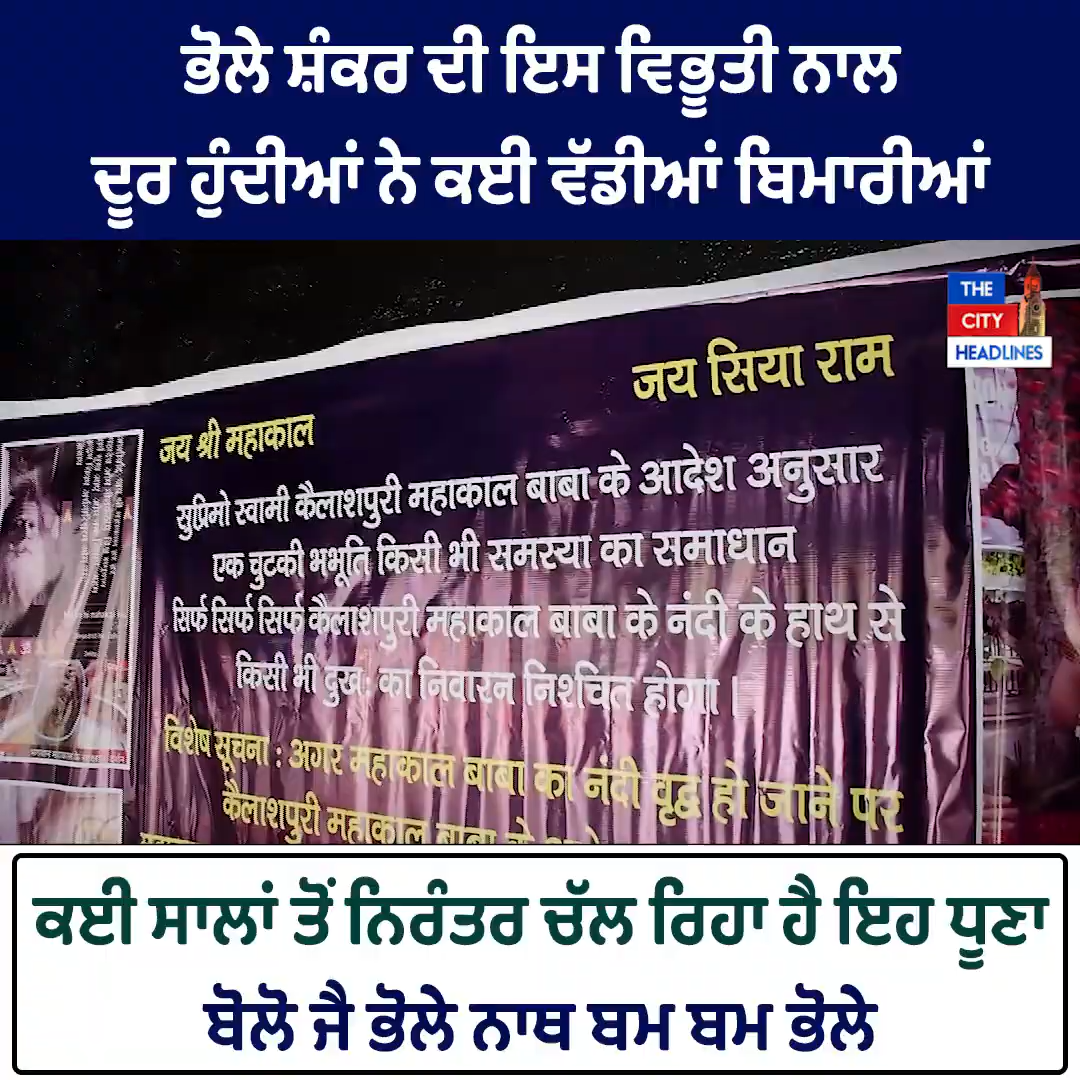 ਭੋਲੇ ਸ਼ੰਕਰ ਦੀ ਇਸ ਵਿਭੂਤੀ ਨਾਲ
ਦੂਰ ਹੁੰਦੀਆਂ ਨੇ ਕਈ ਵੱਡੀਆਂ ਬਿਮਾਰੀਆਂ
THE
CITY
HEADLINES
जय सिया राम
जय श्री महाकाल
सुप्रिमो स्वामी कैलाशपुरी महाकाल बाबा के आदेश अनुसार
एक चुटकी भभूति किसी भी समस्या का समाधान
सिर्फ सिर्फ सिर्फ कैलाशपुरी महाकाल बाबा के नंदी के हाथ से
किसी भी दुख: का निवारन निश्चित होगा |
विशेष सूचना : अगर महाकाल बाबा का नंदी वृद्ध हो जाने पर
कैलाशपुरी महाकाल बाबा के
ਕਈ ਸਾਲਾਂ ਤੋਂ ਨਿਰੰਤਰ ਚੱਲ ਰਿਹਾ ਹੈ ਇਹ ਧੂਣਾ
ਬੋਲੋ ਜੈ ਭੋਲੇ ਨਾਥ ਬਮ ਬਮ ਭੋਲੇ